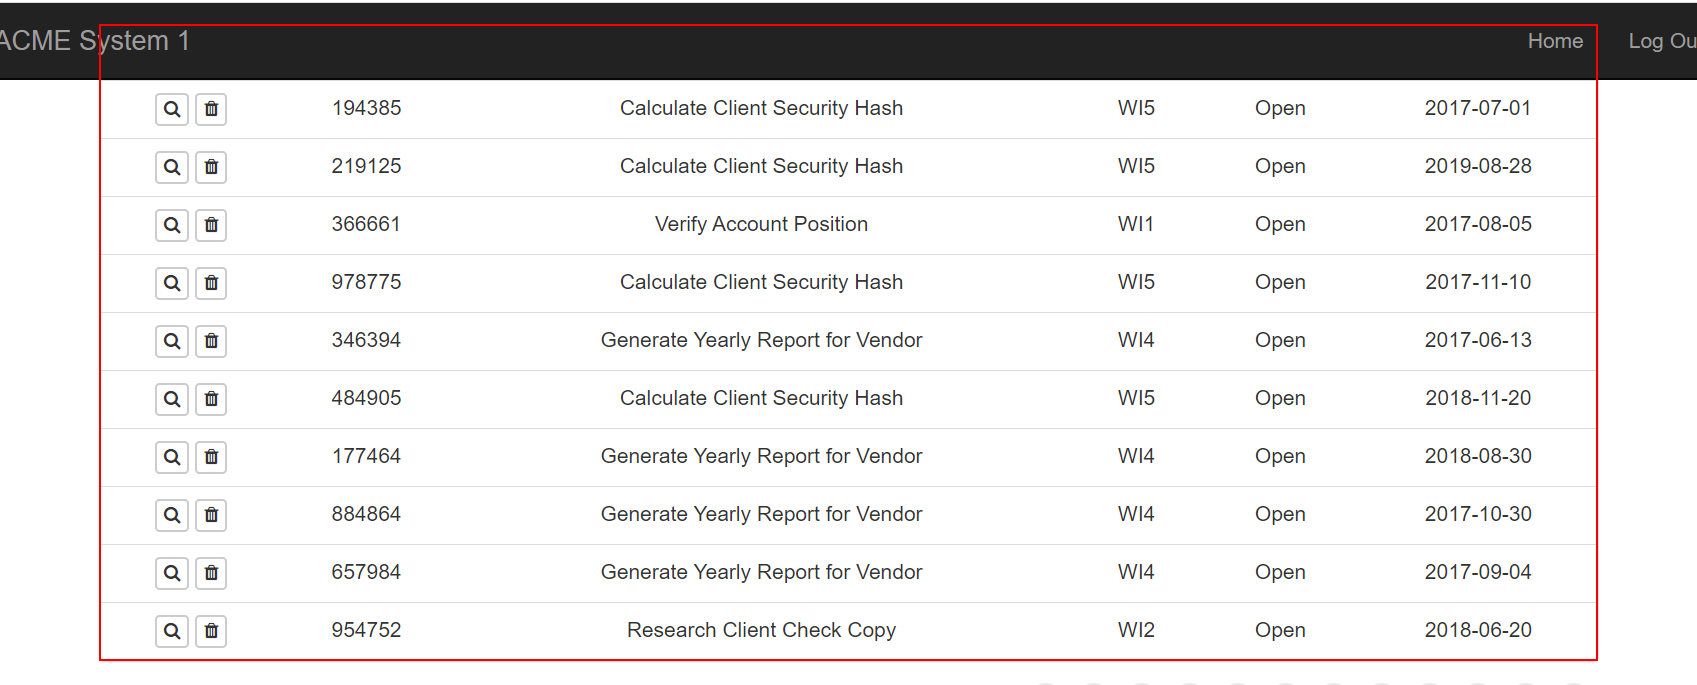 ACME System 1 Home Log Ou
194385 Calculate Client Security Hash WI5 Open 2017-07-01
219125 Calculate Client Security Hash WI5 Open 2019-08-28
366661 Verify Account Position WI1 Open 2017-08-05
978775 Calculate Client Security Hash WI5 Open 2017-11-10
346394 Generate Yearly Report for Vendor WI4 Open 2017-06-13
484905 Calculate Client Security Hash WI5 Open 2018-11-20
177464 Generate Yearly Report for Vendor WI4 Open 2018-08-30
884864 Generate Yearly Report for Vendor WI4 Open 2017-10-30
657984 Generate Yearly Report for Vendor WI4 Open 2017-09-04
954752 Research Client Check Copy WI2 Open 2018-06-20